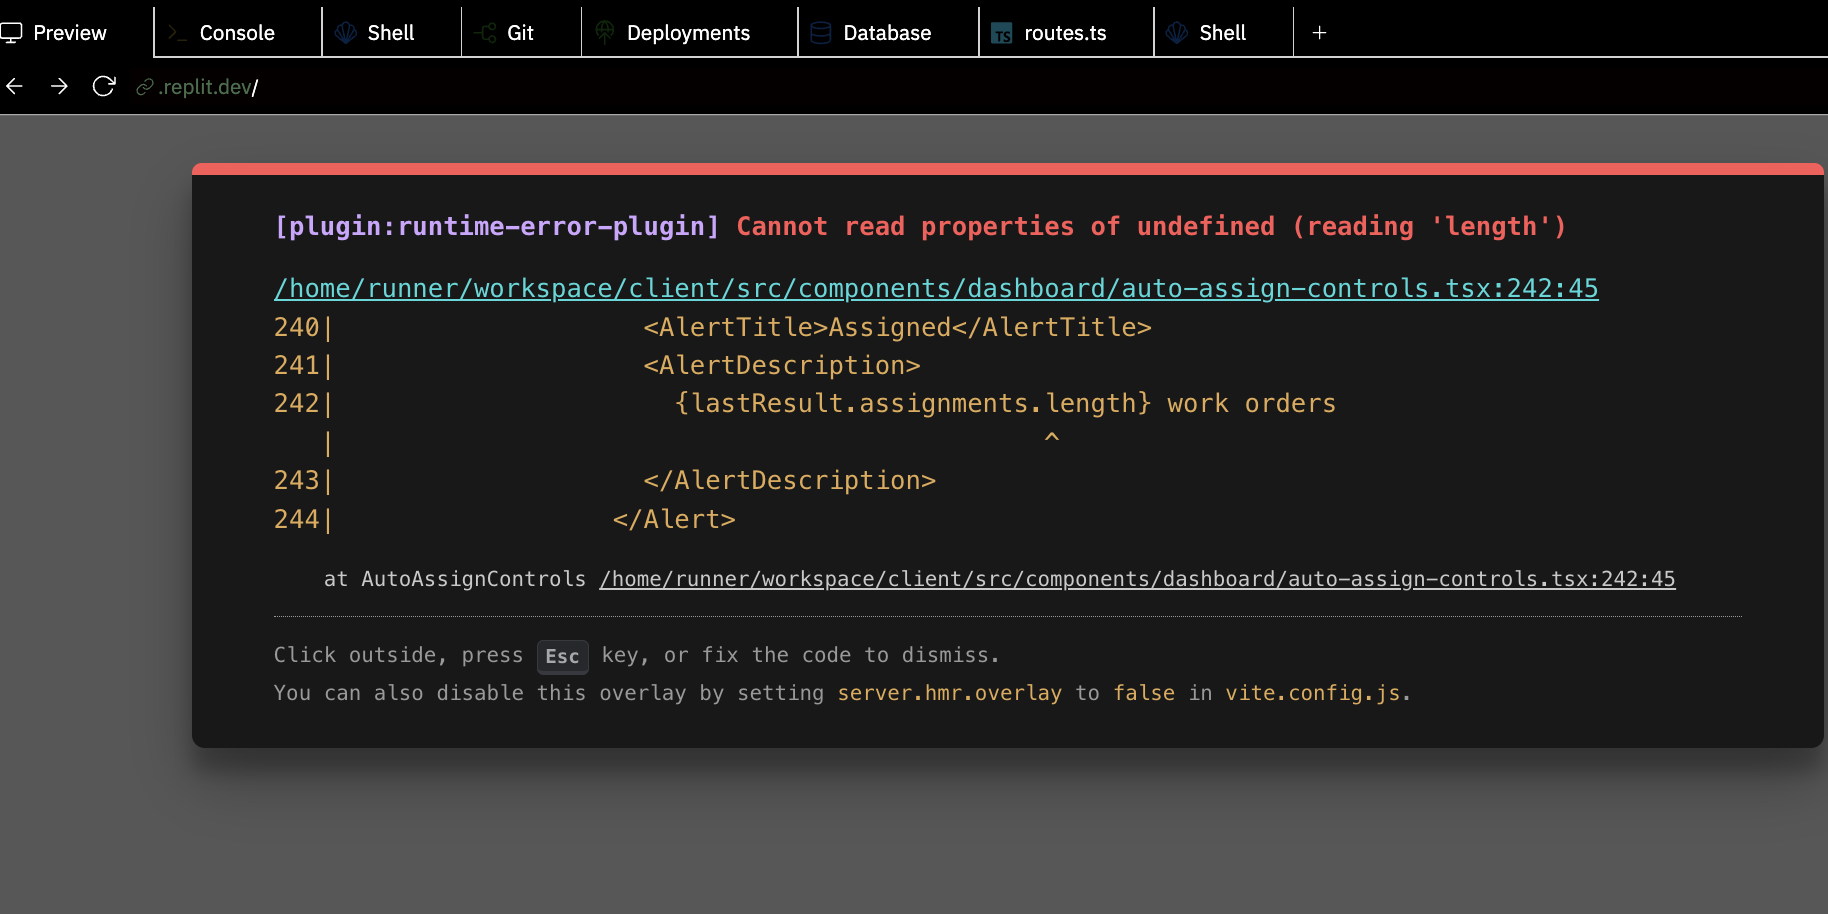 Preview
Console
Shell
Git
Deployments
Database
TS routes.ts
Shell
+
.replit.dev/
[plugin:runtime-error-plugin] Cannot read properties of undefined (reading 'length')
/home/runner/workspace/client/src/components/dashboard/auto-assign-controls.tsx:242:45
240|                    <AlertTitle>Assigned</AlertTitle>
241|                    <AlertDescription>
242|                      {lastResult.assignments.length} work orders
   |                                              ^
243|                    </AlertDescription>
244|                  </Alert>
at AutoAssignControls /home/runner/workspace/client/src/components/dashboard/auto-assign-controls.tsx:242:45
Click outside, press Esc key, or fix the code to dismiss.
You can also disable this overlay by setting server.hmr.overlay to false in vite.config.js.